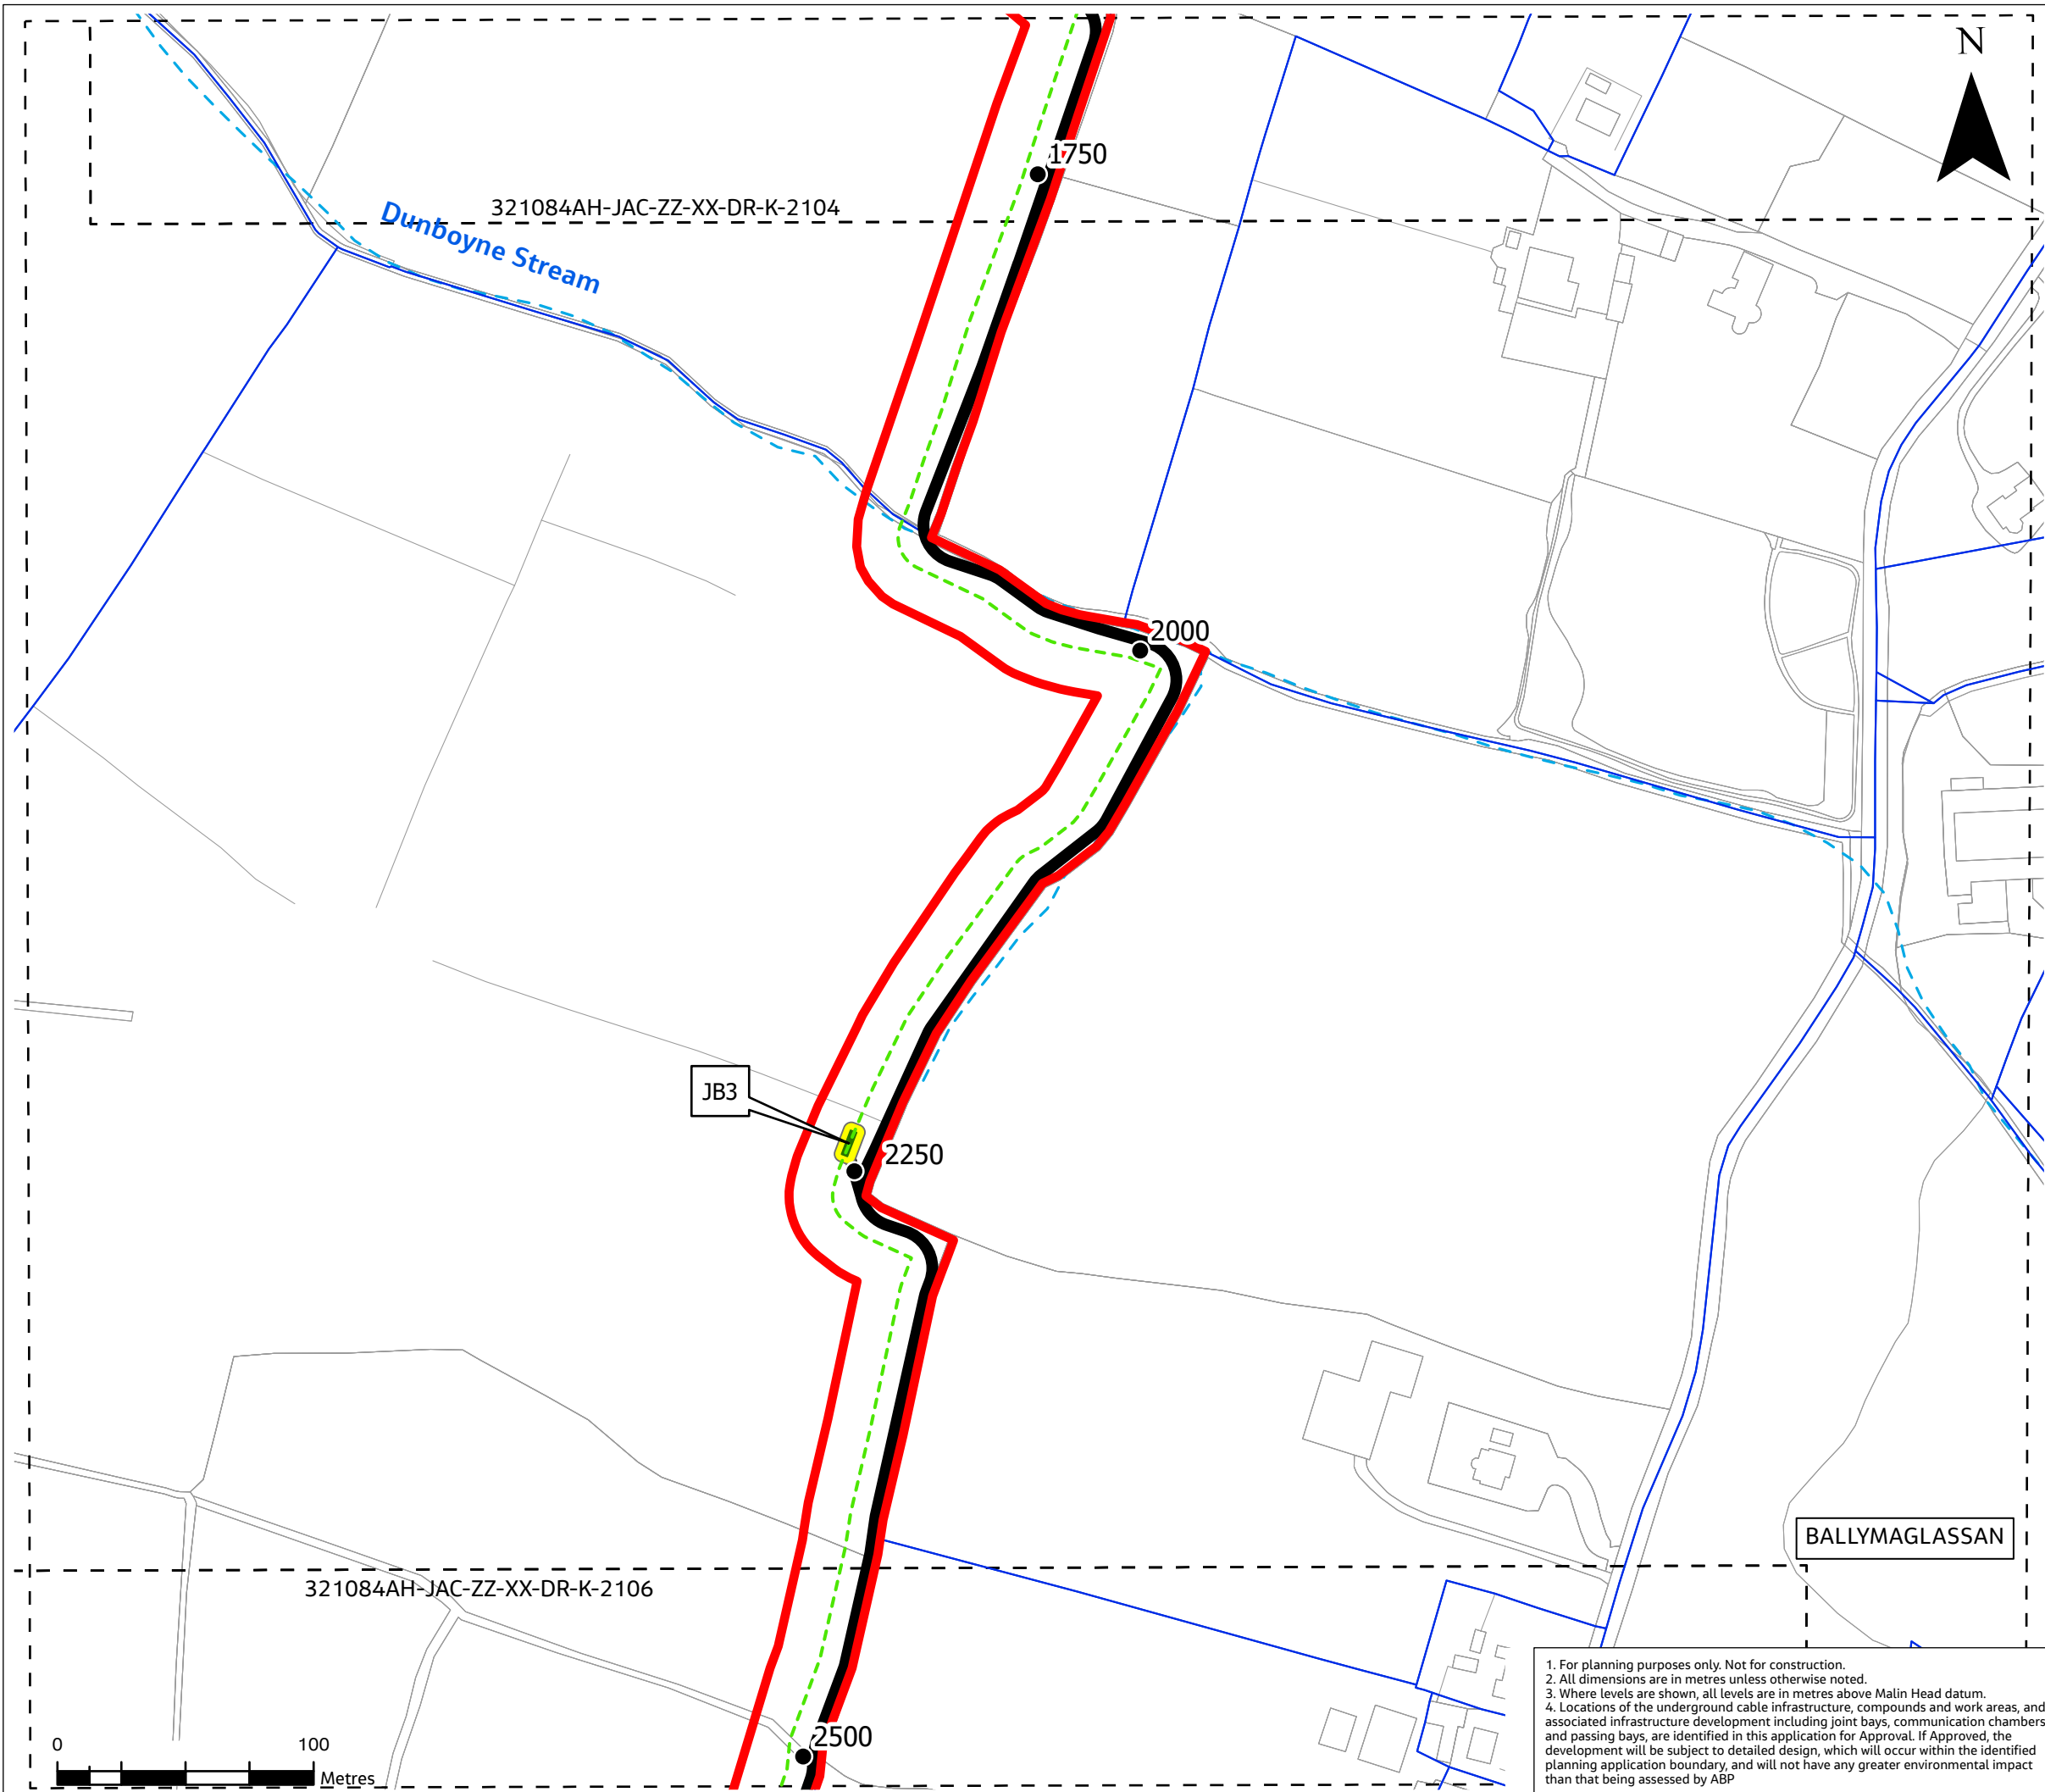 N
1750
321084AH-JAC-ZZ-XX-DR-K-2104
Dunboyne Stream
2000
JB3
2250
BALLYMAGLASSAN
321084AH-JAC-ZZ-XX-DR-K-2106
1. For planning purposes only. Not for construction.
2. All dimensions are in metres unless otherwise noted.
3. Where levels are shown, all levels are in metres above Malin Head datum.
4. Locations of the underground cable infrastructure, compounds and work areas, and
associated infrastructure development including joint bays, communication chambers
and passing bays, are identified in this application for Approval. If Approved, the
development will be subject to detailed design, which will occur within the identified
planning application boundary, and will not have any greater environmental impact
than that being assessed by ABP
2500
0 100
Metres